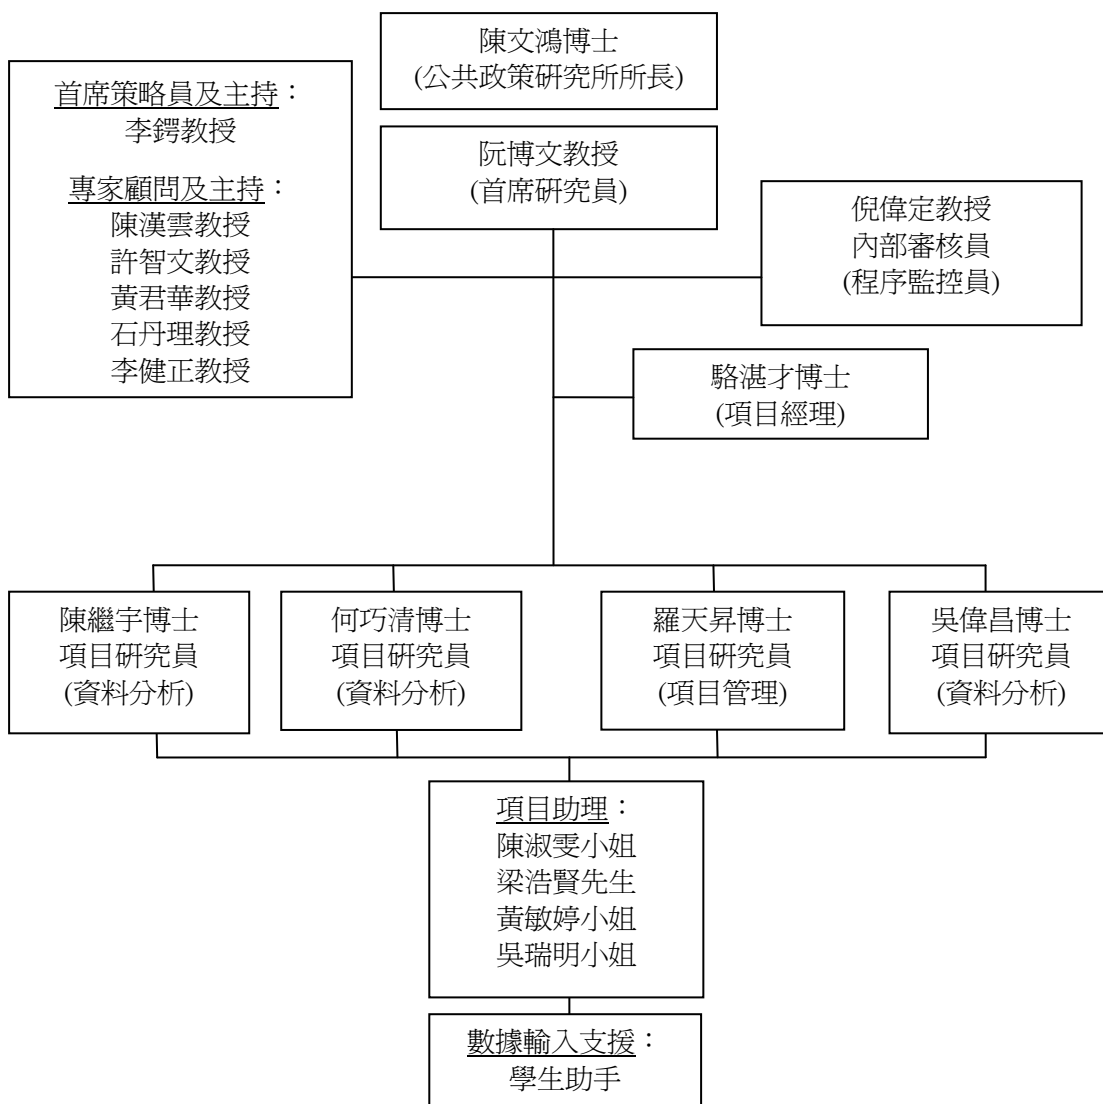 陳文鴻博士
(公共政策研究所所長)
首席策略員及主持：
李鍔教授
專家顧問及主持：
陳漢雲教授
許智文教授
黃君華教授
石丹理教授
李健正教授
阮博文教授
(首席研究員)
倪偉定教授
內部審核員
(程序監控員)
駱湛才博士
(項目經理)
陳繼宇博士
項目研究員
(資料分析)
何巧清博士
項目研究員
(資料分析)
羅天昇博士
項目研究員
(項目管理)
吳偉昌博士
項目研究員
(資料分析)
項目助理：
陳淑雯小姐
梁浩賢先生
黃敏婷小姐
吳瑞明小姐
數據輸入支援：
學生助手